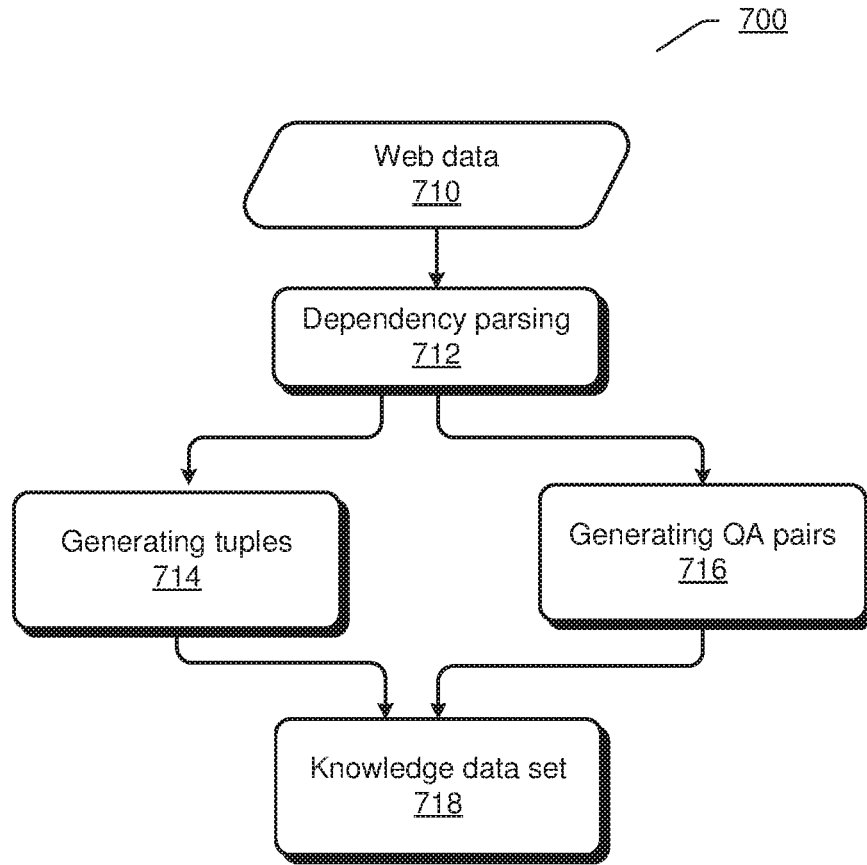 700
Web data
710
Dependency parsing
712
Generating tuples
714
Generating QA pairs
716
Knowledge data set
718